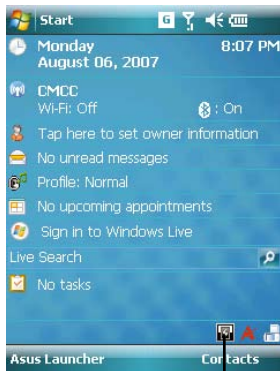 Start G
Monday 8:07 PM
August 06, 2007
CMCC
Wi-Fi: Off : On
Tap here to set owner information
No unread messages
Profile: Normal
No upcoming appointments
Sign in to Windows Live
Live Search
No tasks
Asus Launcher Contacts